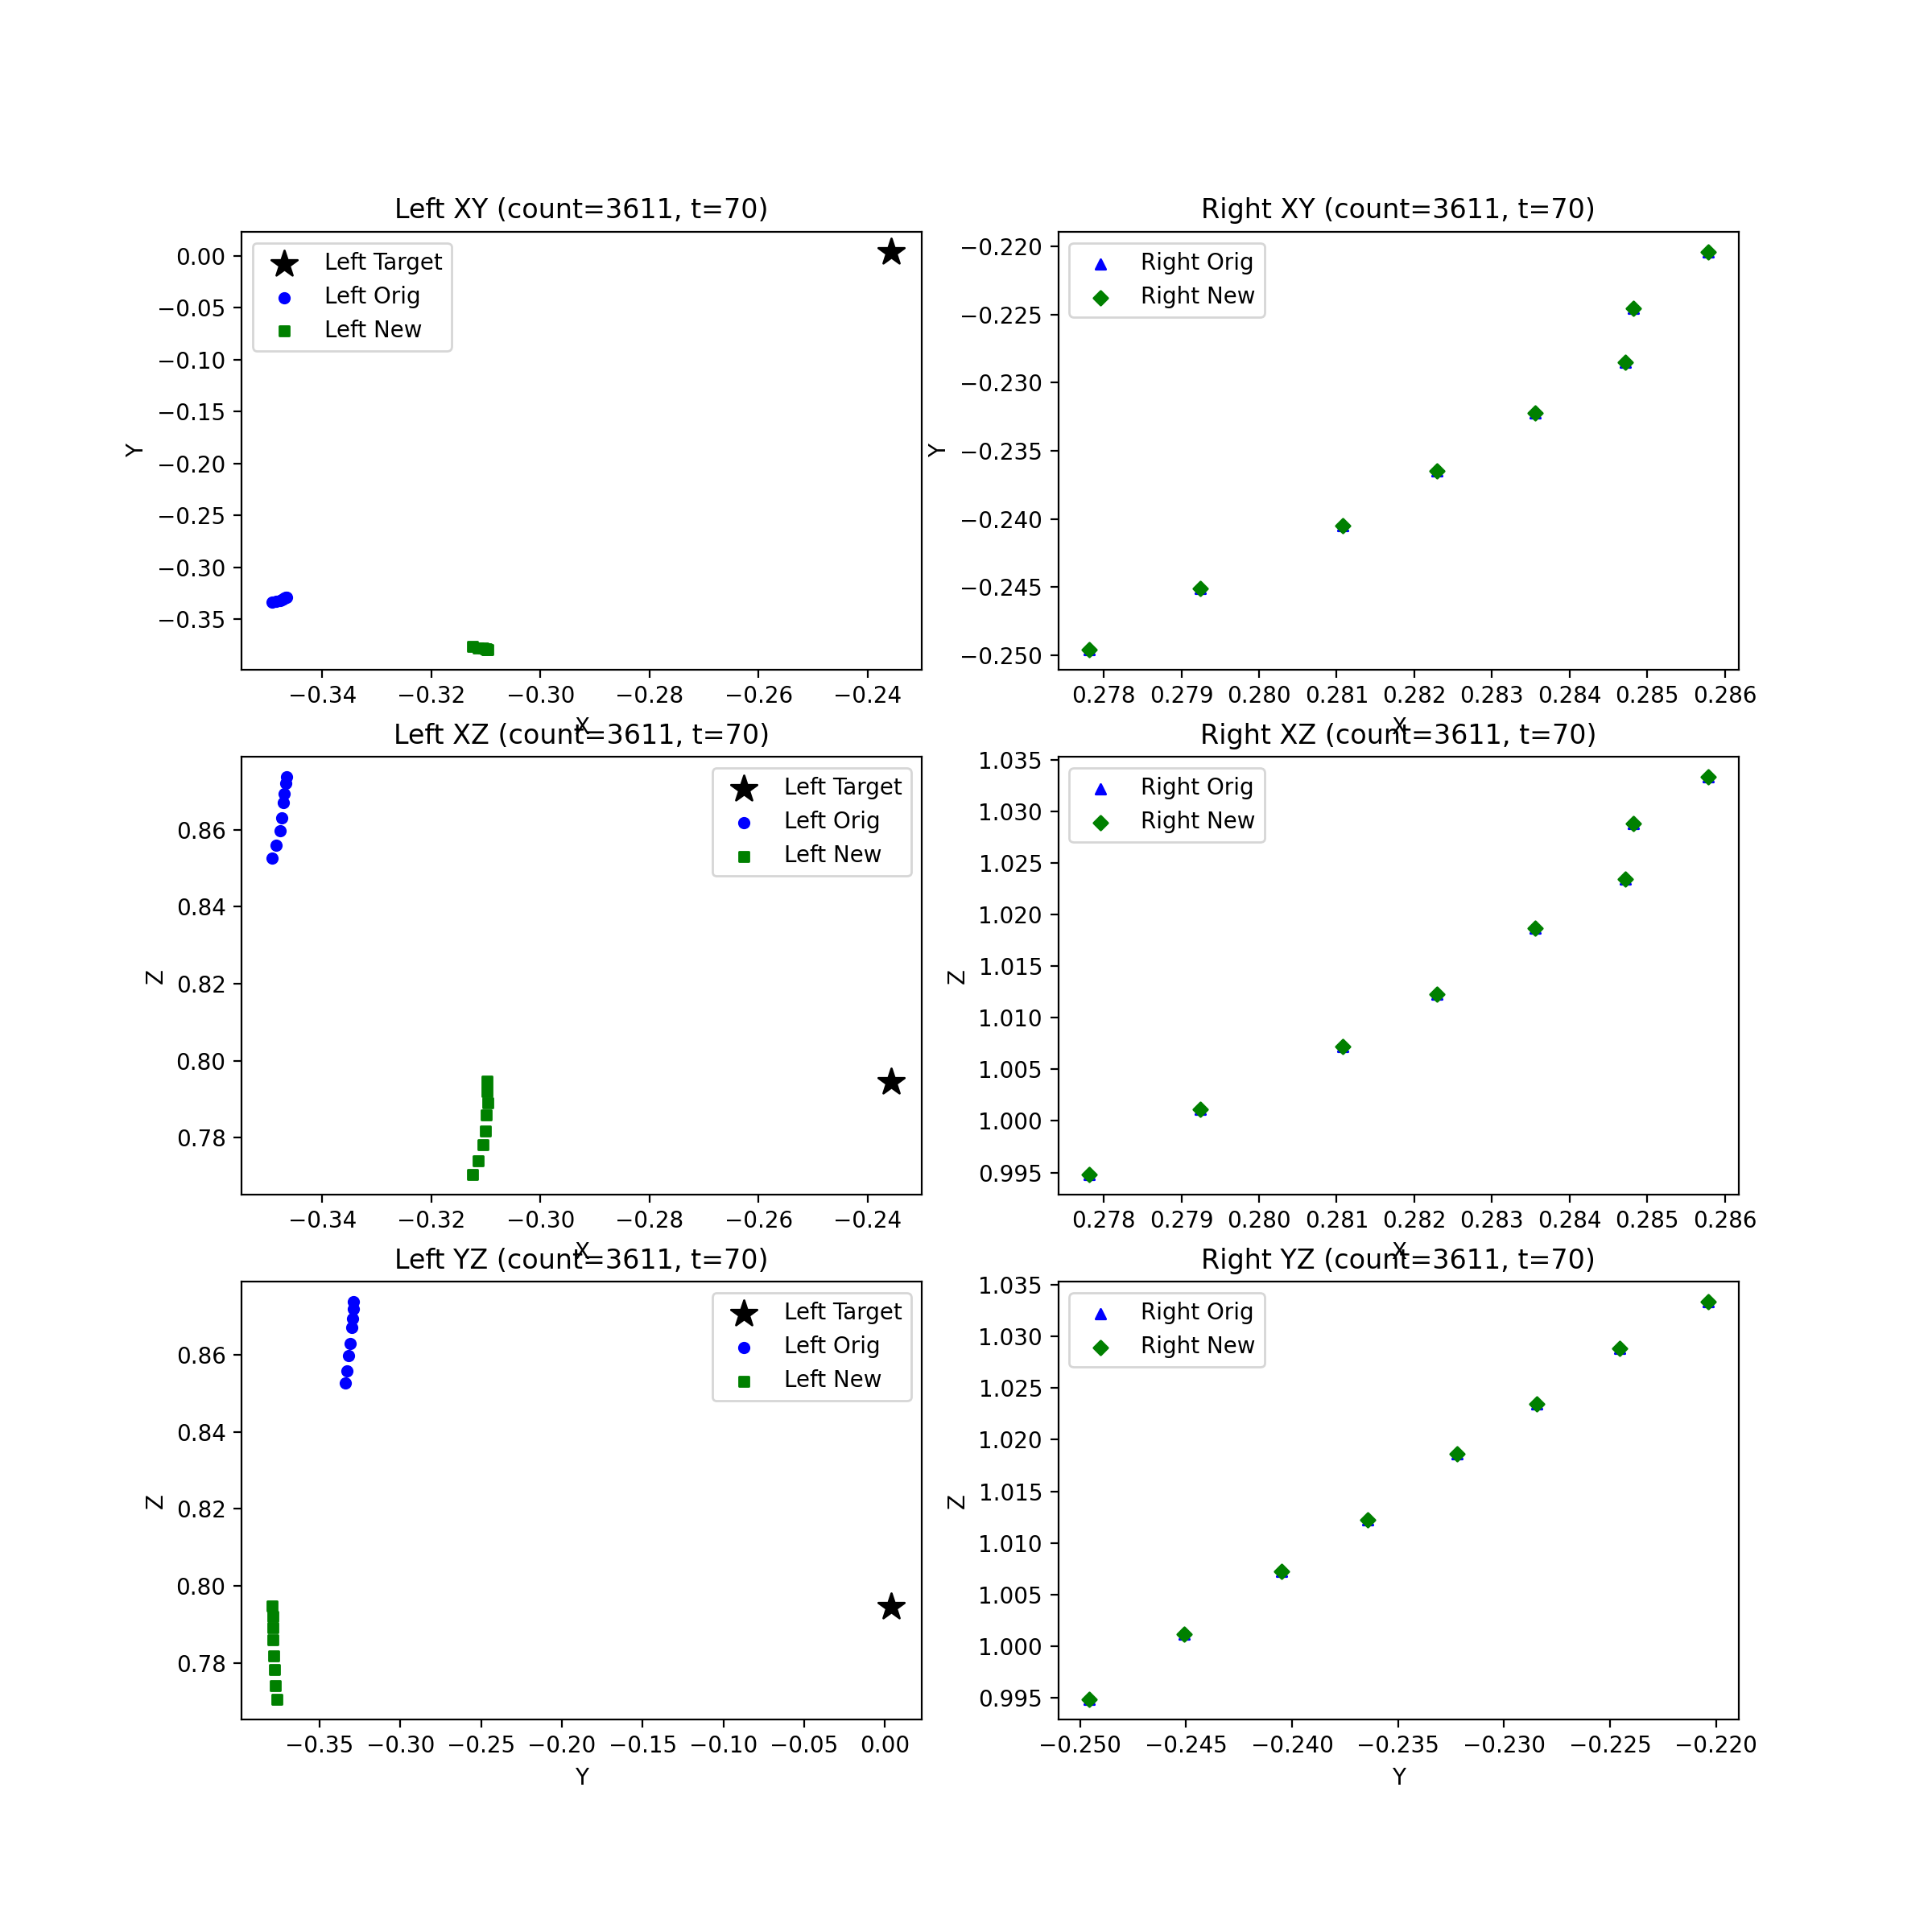 Left XY (count=3611, t=70)
Left Target
Left Orig
Left New
0.00
−0.05
−0.10
−0.15
−0.20
−0.25
−0.30
−0.35
Y
−0.34 −0.32 −0.30 −0.28 −0.26 −0.24
X
Right XY (count=3611, t=70)
Right Orig
Right New
−0.220
−0.225
−0.230
−0.235
−0.240
−0.245
−0.250
Y
0.278 0.279 0.280 0.281 0.282 0.283 0.284 0.285 0.286
X
Left XZ (count=3611, t=70)
Left Target
Left Orig
Left New
0.86
0.84
0.82
0.80
0.78
Z
−0.34 −0.32 −0.30 −0.28 −0.26 −0.24
X
Right XZ (count=3611, t=70)
Right Orig
Right New
1.035
1.030
1.025
1.020
1.015
1.010
1.005
1.000
0.995
Z
0.278 0.279 0.280 0.281 0.282 0.283 0.284 0.285 0.286
X
Left YZ (count=3611, t=70)
Left Target
Left Orig
Left New
0.86
0.84
0.82
0.80
0.78
Z
−0.35 −0.30 −0.25 −0.20 −0.15 −0.10 −0.05 0.00
Y
Right YZ (count=3611, t=70)
Right Orig
Right New
1.035
1.030
1.025
1.020
1.015
1.010
1.005
1.000
0.995
Z
−0.250 −0.245 −0.240 −0.235 −0.230 −0.225 −0.220
Y